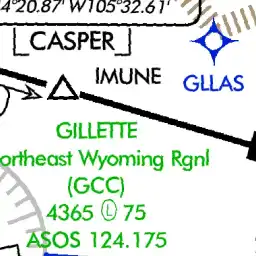 4°20.87' W105°32.61'
CASPER
IMUNE
GLLAS
GILLETTE
ortheast Wyoming Rgnl
(GCC)
4365 Ⓛ 75
ASOS 124.175